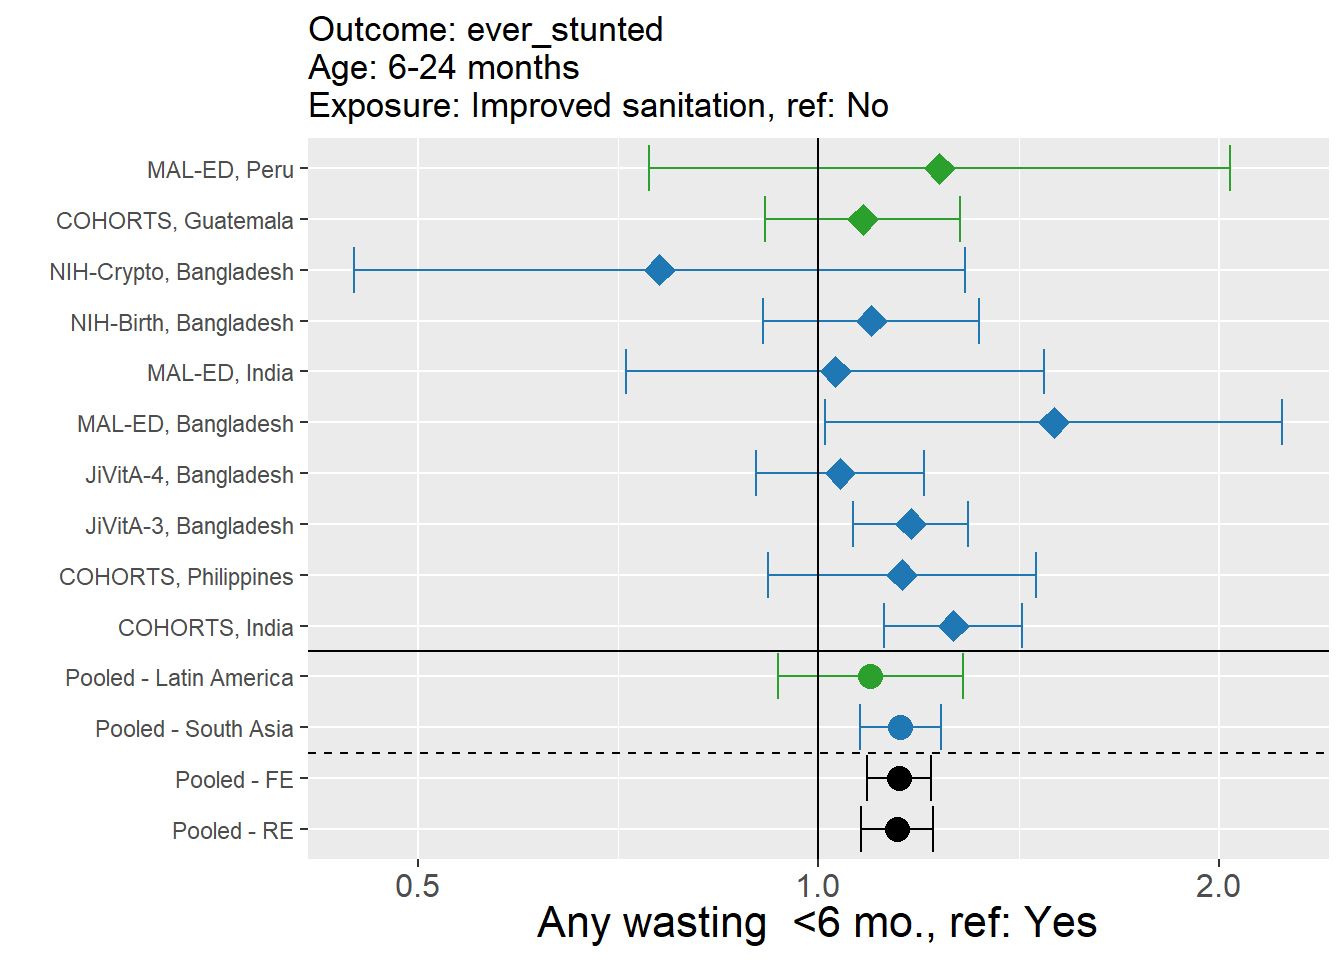 Outcome: ever_stunted
Age: 6-24 months
Exposure: Improved sanitation, ref: No
MAL-ED, Peru
COHORTS, Guatemala
NIH-Crypto, Bangladesh
NIH-Birth, Bangladesh
MAL-ED, India
MAL-ED, Bangladesh
JiVitA-4, Bangladesh
JiVitA-3, Bangladesh
COHORTS, Philippines
COHORTS, India
Pooled - Latin America
Pooled - South Asia
Pooled - FE
Pooled - RE
0.5 1.0 2.0
Any wasting  <6 mo., ref: Yes